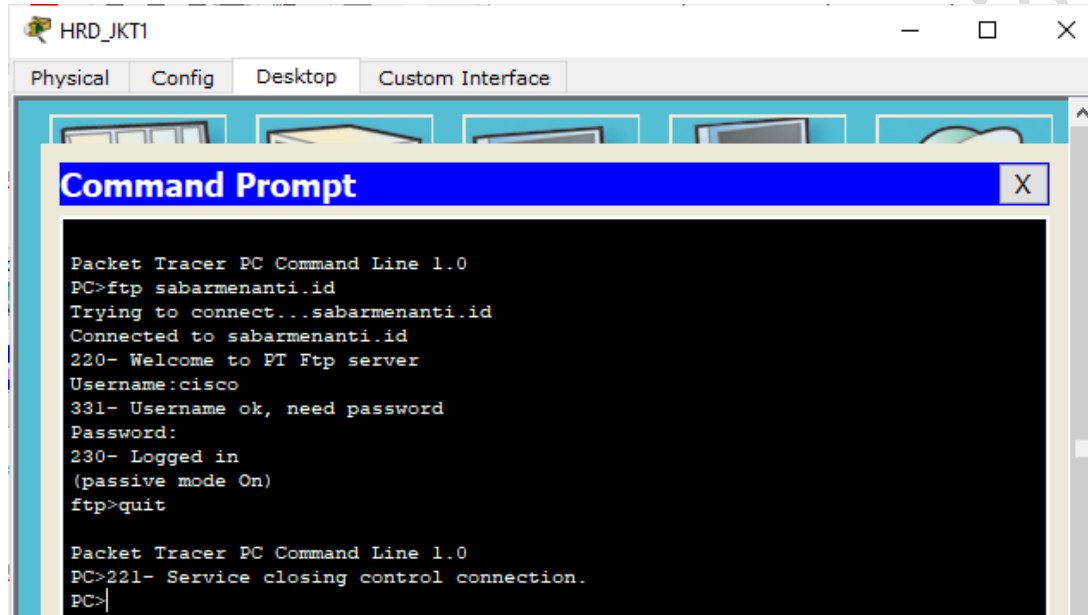 HRD_JKT1
Physical Config Desktop Custom Interface
Command Prompt
X
Packet Tracer PC Command Line 1.0
PC>ftp sabarmenanti.id
Trying to connect...sabarmenanti.id
Connected to sabarmenanti.id
220- Welcome to PT Ftp server
Username:cisco
331- Username ok, need password
Password:
230- Logged in
(passive mode On)
ftp>quit
Packet Tracer PC Command Line 1.0
PC>221- Service closing control connection.
PC>